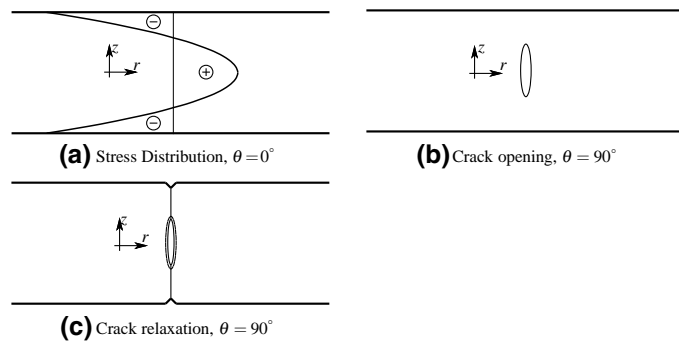 −
z
r
+
−
(a) Stress Distribution, θ = 0°
z
r
(b) Crack opening, θ = 90°
z
r
(c) Crack relaxation, θ = 90°